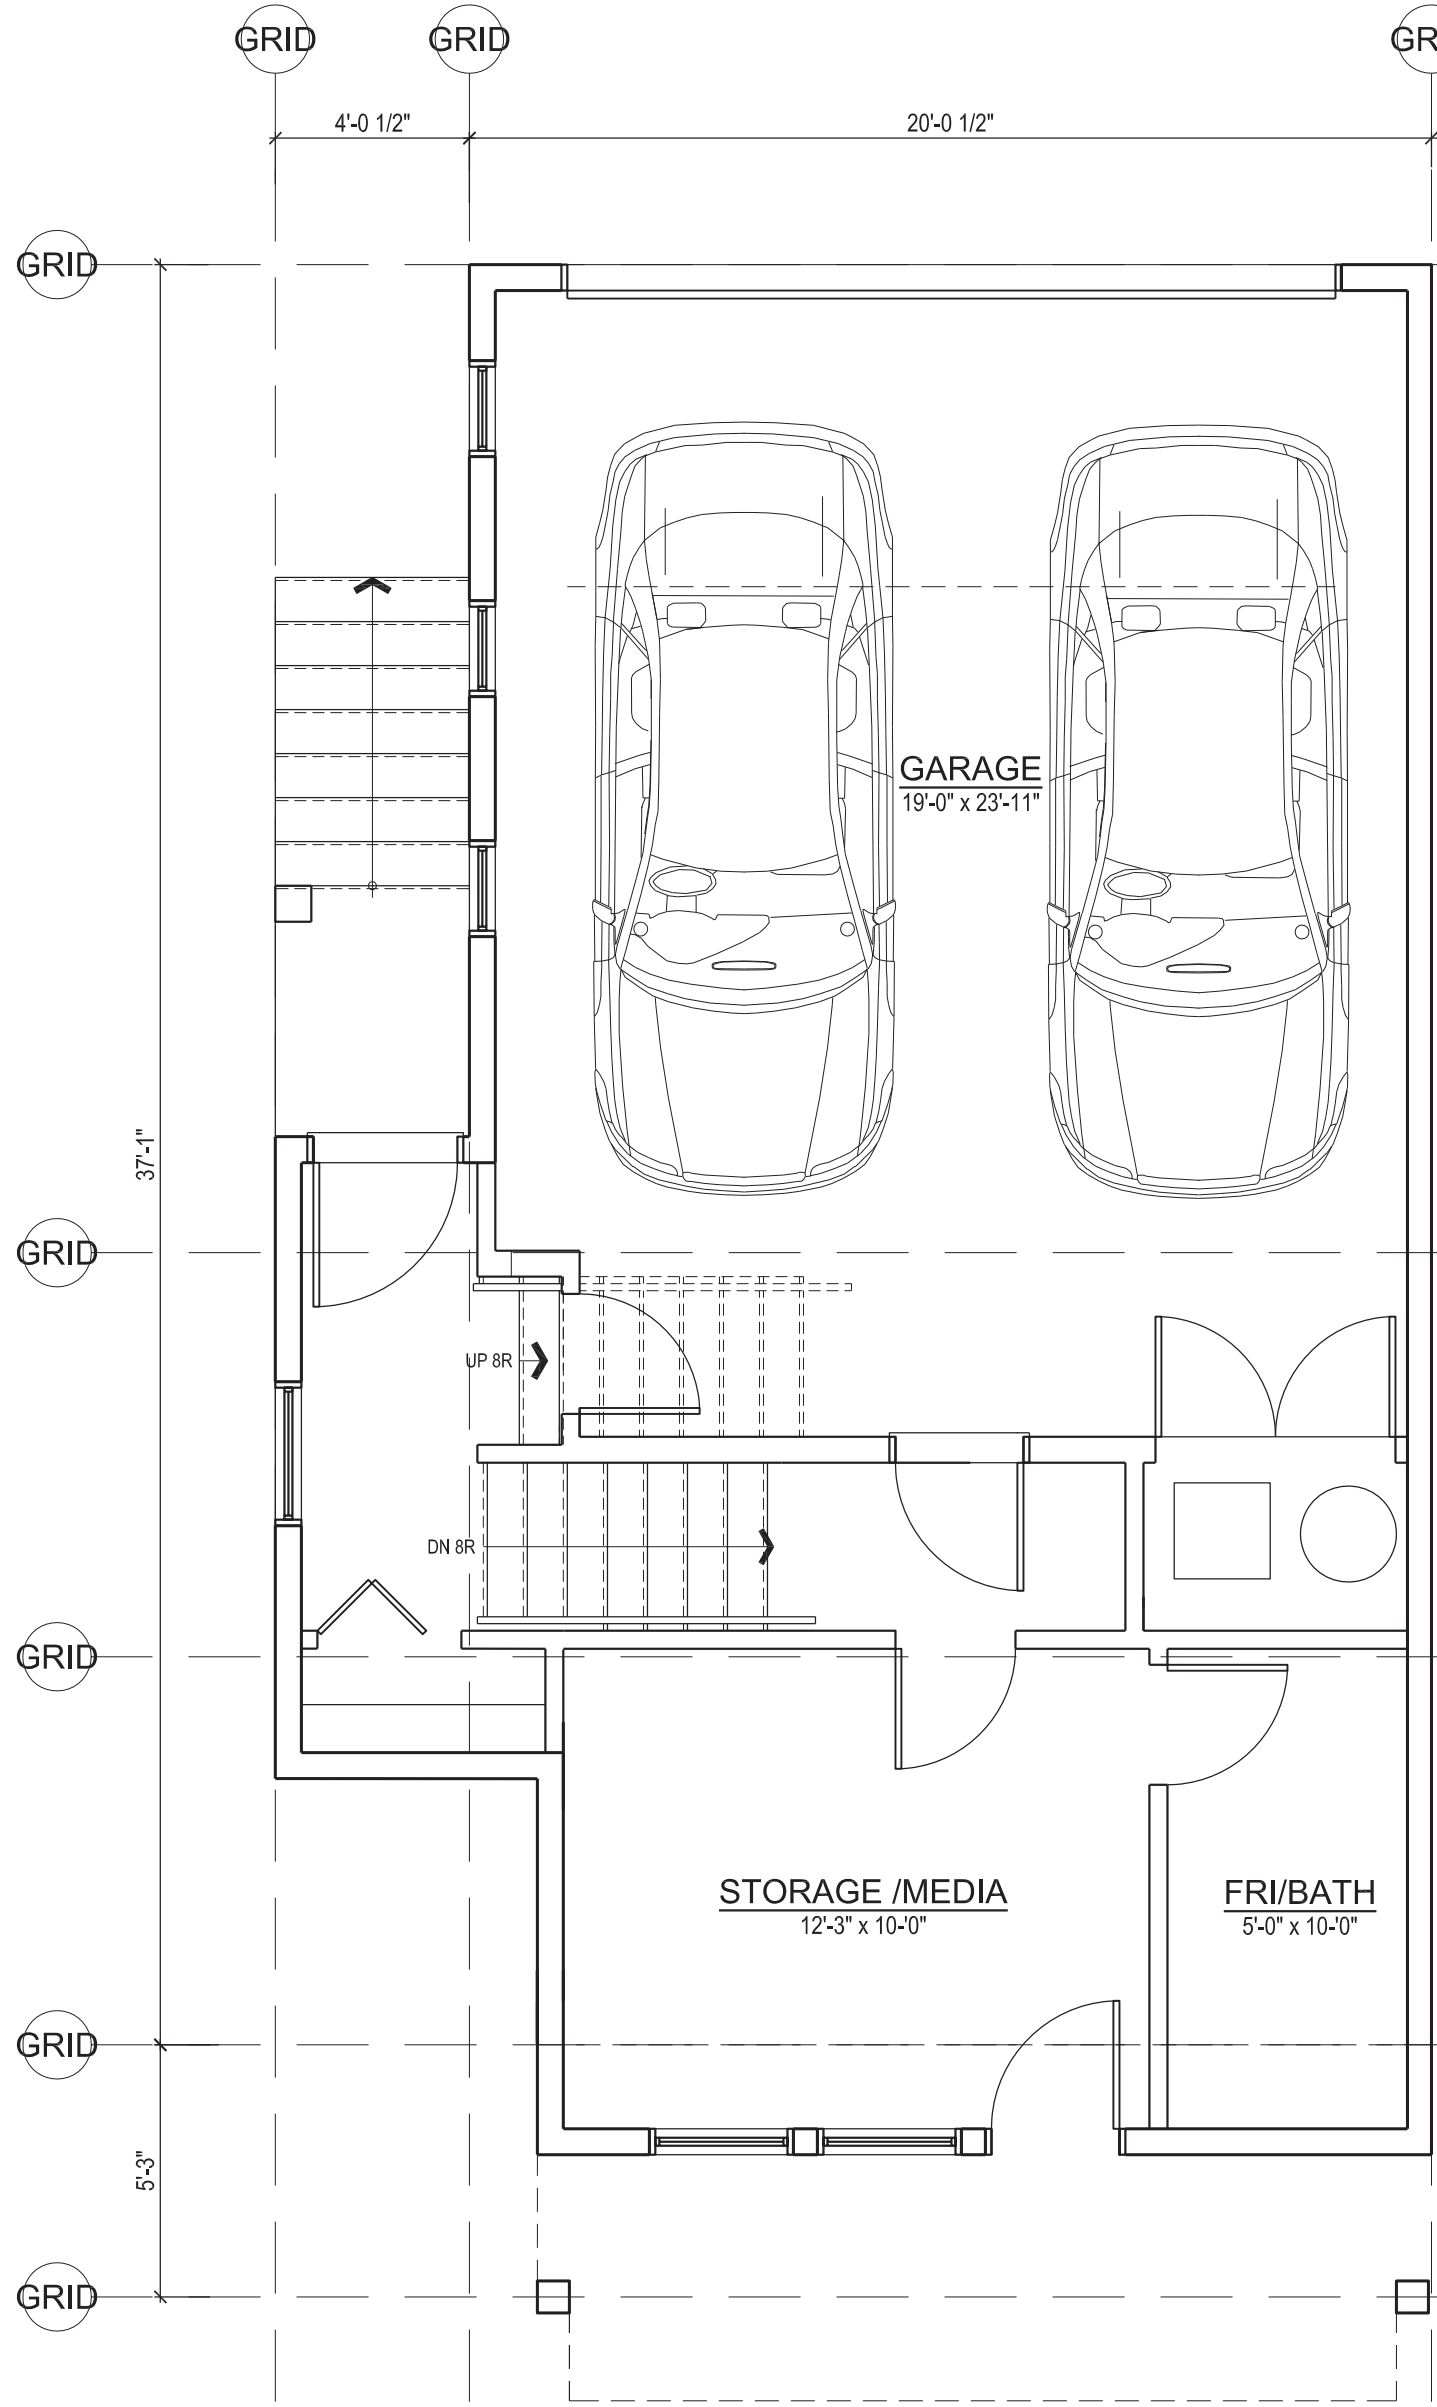 GRID
GRID
GR
4'-0 1/2"
20'-0 1/2"
GRID
GARAGE
19'-0" x 23'-11"
37'-1"
GRID
UP 8R
DN 8R
GRID
STORAGE /MEDIA
12'-3" x 10-'0"
FRI/BATH
5'-0" x 10-'0"
GRID
5'-3"
GRID